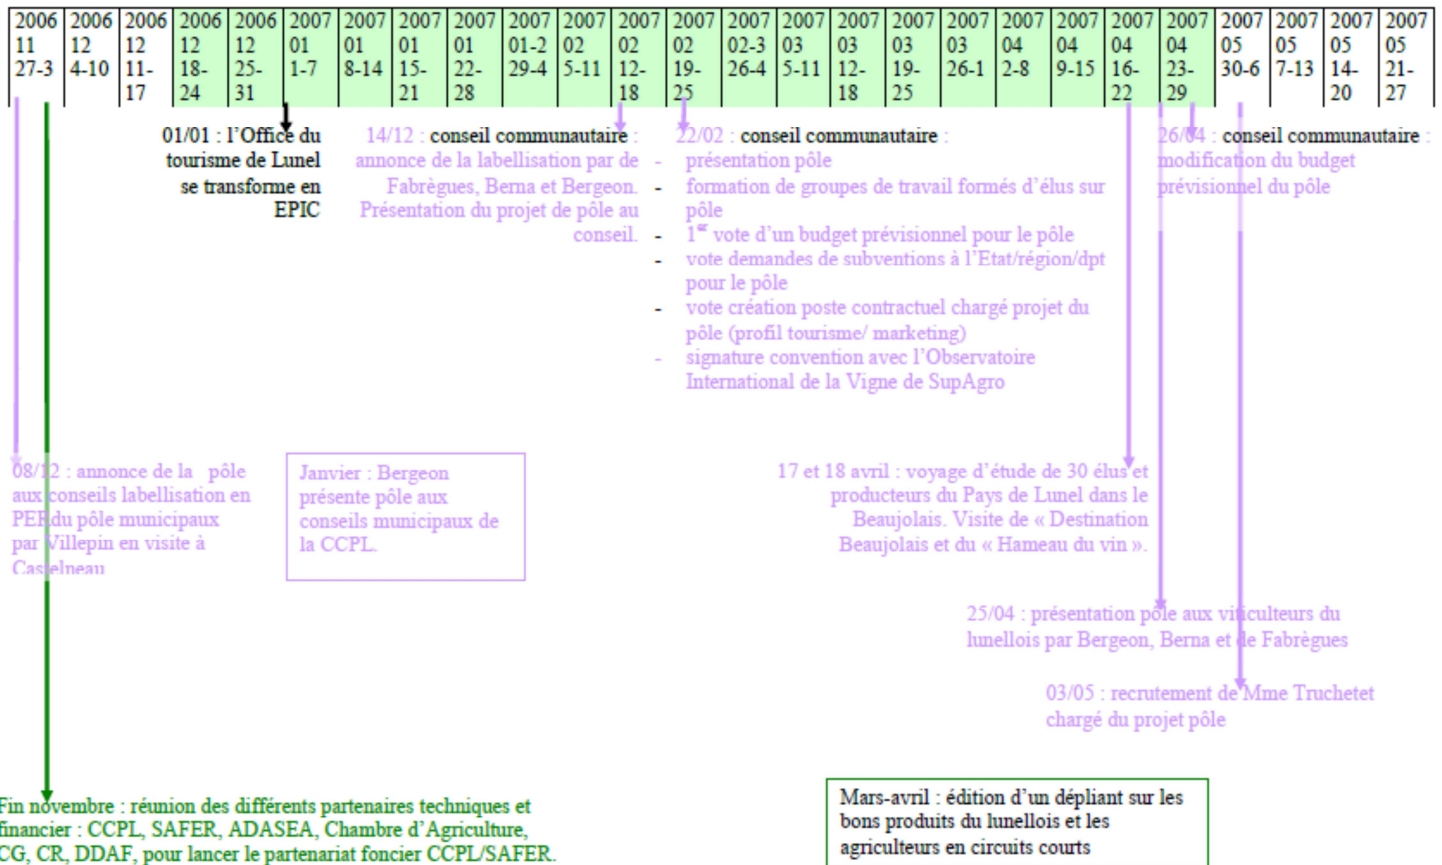 2006 2006 2006 2006 2006 2007 2007 2007 2007 2007 2007 2007 2007 2007 2007 2007 2007 2007 2007 2007 2007 2007 2007 2007 2007 2007
11 12 12 12 12 01 01 01 01 01-2 02 02 02 02-3 03 03 03 03 04 04 04 04 05 05 05 05
27-3 4-10 11- 18- 25- 1-7 8-14 15- 22- 29-4 5-11 12- 19- 26-4 5-11 12- 19- 26-1 2-8 9-15 16- 23- 30-6 7-13 14- 21-
17 24 31 21 28 18 25 18 25 22 29 20 27
01/01 : l’Office du
tourisme de Lunel
se transforme en
EPIC
14/12 : conseil communautaire :
annonce de la labellisation par de
Fabrègues, Berna et Bergeon.
Présentation du projet de pôle au
conseil.
22/02 : conseil communautaire :
- présentation pôle
- formation de groupes de travail formés d’élus sur
pôle
- 1er vote d’un budget prévisionnel pour le pôle
- vote demandes de subventions à l’Etat/région/dpt
pour le pôle
- vote création poste contractuel chargé projet du
pôle (profil tourisme/ marketing)
- signature convention avec l’Observatoire
International de la Vigne de SupAgro
26/04 : conseil communautaire :
modification du budget
prévisionnel du pôle
08/12 : annonce de la pôle
aux conseils labellisation en
PER du pôle municipaux
par Villepin en visite à
Castelneau
Janvier : Bergeon
présente pôle aux
conseils municipaux de
la CCPL.
17 et 18 avril : voyage d’étude de 30 élus et
producteurs du Pays de Lunel dans le
Beaujolais. Visite de « Destination
Beaujolais et du « Hameau du vin ».
25/04 : présentation pôle aux viticulteurs du
lunellois par Bergeon, Berna et de Fabrègues
03/05 : recrutement de Mme Truchetet
chargé du projet pôle
Fin novembre : réunion des différents partenaires techniques et
financier : CCPL, SAFER, ADASEA, Chambre d’Agriculture,
CG, CR, DDAF, pour lancer le partenariat foncier CCPL/SAFER.
Mars-avril : édition d’un dépliant sur les
bons produits du lunellois et les
agriculteurs en circuits courts